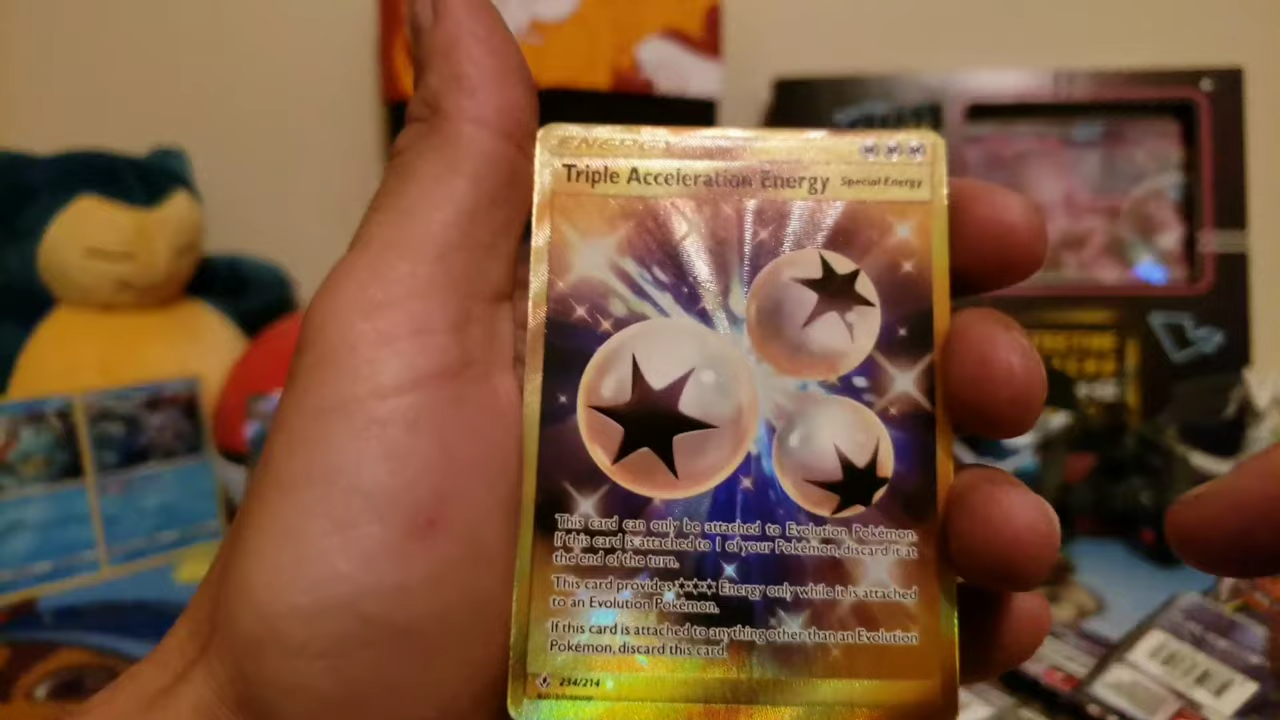 ENERGY
Triple Acceleration Energy Special Energy
This card can only be attached to Evolution Pokémon.
If this card is attached to 1 of your Pokémon, discard it at
the end of the turn.
This card provides Energy only while it is attached
to an Evolution Pokémon.
If this card is attached to anything other than an Evolution
Pokémon, discard this card.
234/214